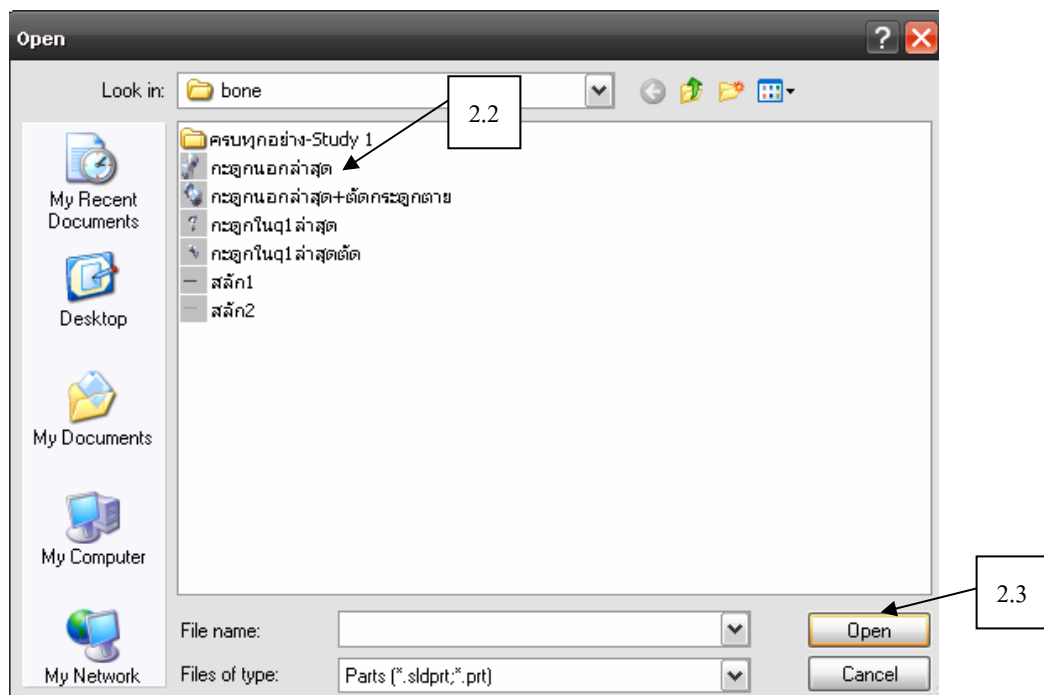 Open
Look in:
bone
2.2
ครบทุกอย่าง-Study 1
กะดูกนอกล่าสุด
กะดูกนอกล่าสุด+ตัดกระดูกตาย
กะดูกในq1ล่าสุด
กะดูกในq1ล่าสุดตัด
สลัก1
สลัก2
My Recent
Documents
Desktop
My Documents
My Computer
My Network
2.3
File name:
Open
Files of type:
Parts (*.sldprt;*.prt)
Cancel